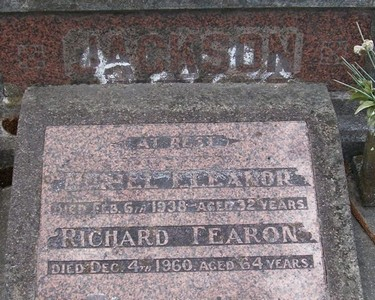 JACKSON
AT REST
ELEANOR
DIED FEB. 6TH 1938. AGED 32 YEARS.
RICHARD FEARON
DIED DEC. 4TH 1960. AGED 64 YEARS.